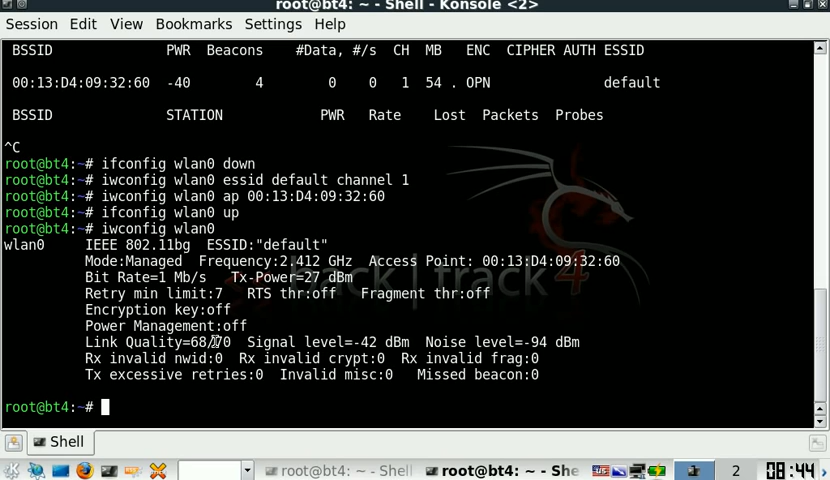 root@bt4: ~ - Shell - Konsole <2>
Session Edit View Bookmarks Settings Help
BSSID PWR Beacons #Data, #/s CH MB ENC CIPHER AUTH ESSID
00:13:D4:09:32:60 -40 4 0 0 1 54 . OPN default
BSSID STATION PWR Rate Lost Packets Probes
^C
root@bt4:~# ifconfig wlan0 down
root@bt4:~# iwconfig wlan0 essid default channel 1
root@bt4:~# iwconfig wlan0 ap 00:13:D4:09:32:60
root@bt4:~# ifconfig wlan0 up
root@bt4:~# iwconfig wlan0
wlan0 IEEE 802.11bg ESSID:"default"
Mode:Managed Frequency:2.412 GHz Access Point: 00:13:D4:09:32:60
Bit Rate=1 Mb/s Tx-Power=27 dBm
Retry min limit:7 RTS thr:off Fragment thr:off
Encryption key:off
Power Management:off
Link Quality=68/70 Signal level=-42 dBm Noise level=-94 dBm
Rx invalid nwid:0 Rx invalid crypt:0 Rx invalid frag:0
Tx excessive retries:0 Invalid misc:0 Missed beacon:0
root@bt4:~#
back | track 4
Shell
root@bt4: ~ - Shell
root@bt4: ~ - She
2
08:44